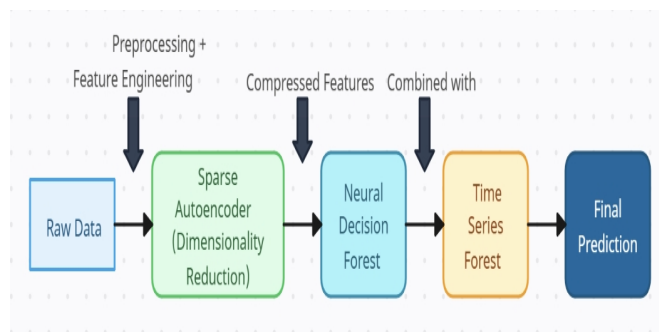 Preprocessing +
Feature Engineering
Compressed Features
Combined with
Raw Data
Sparse
Autoencoder
(Dimensionality
Reduction)
Neural
Decision
Forest
Time
Series
Forest
Final
Prediction